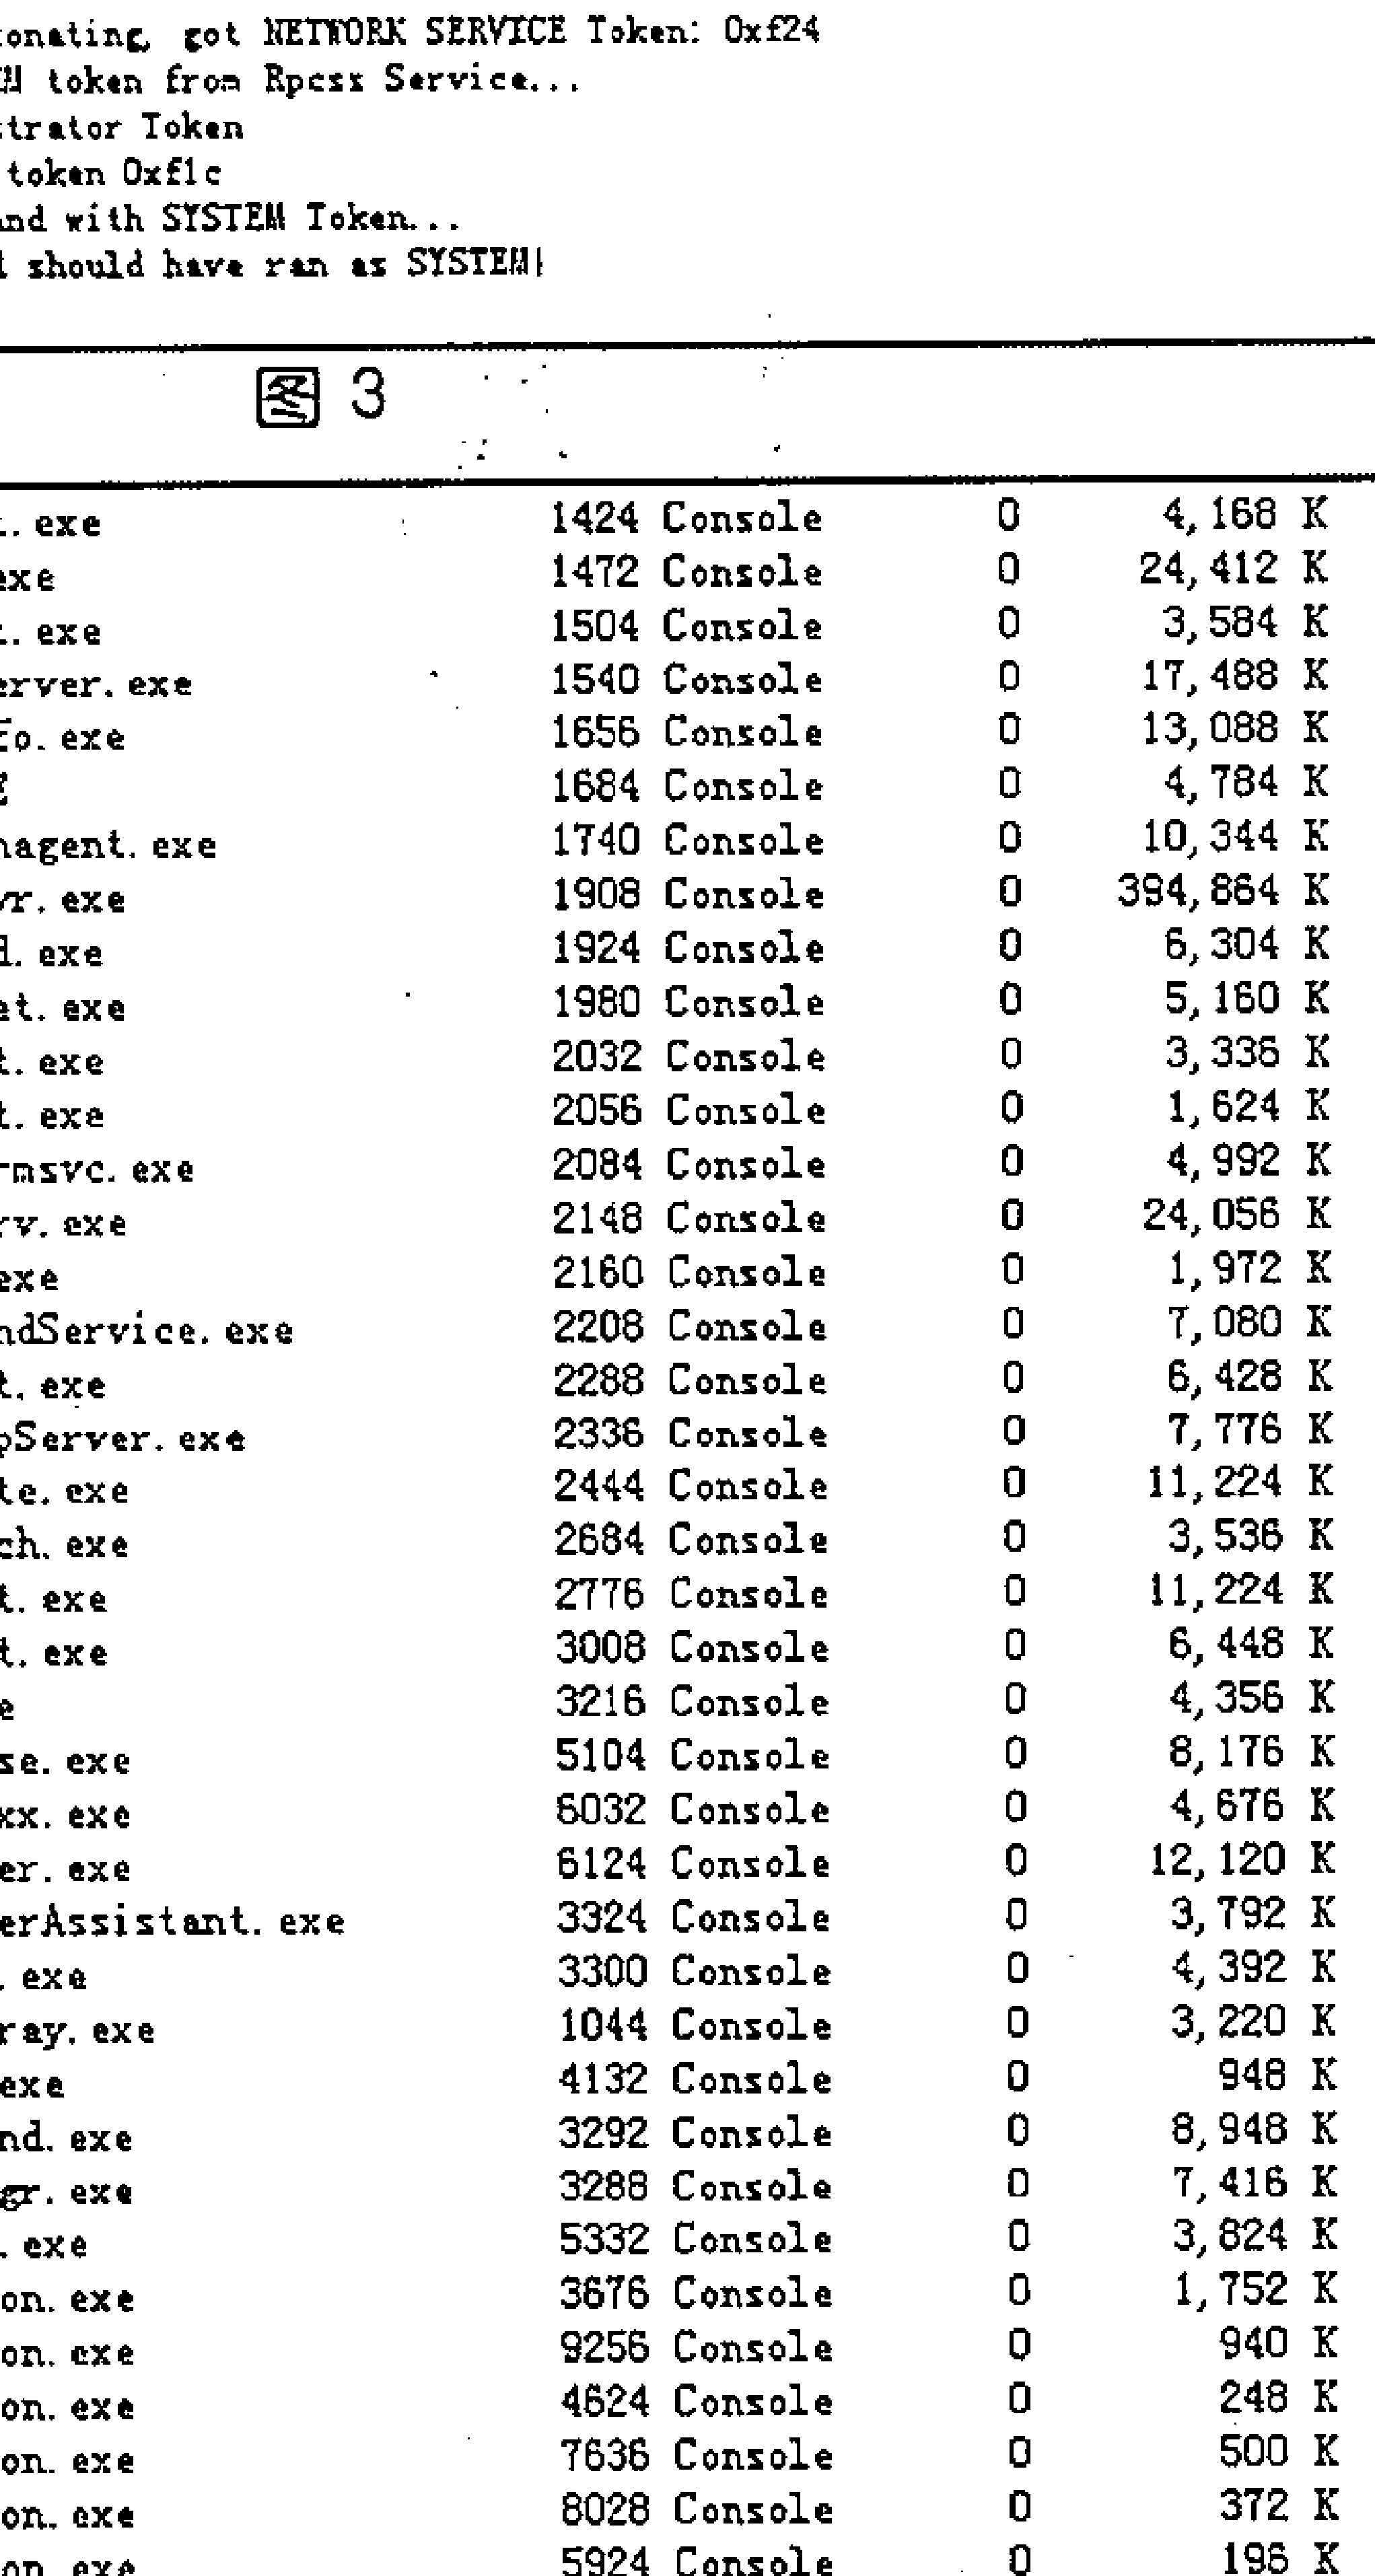 onating, got NETWORK SERVICE Token: 0xf24
EM token from Rpcss Service...
trator Token
token 0xf1c
and with SYSTEM Token...
d should have ran as SYSTEM!
图 3
t. exe 1424 Console 0 4,168 K
exe 1472 Console 0 24,412 K
t. exe 1504 Console 0 3,584 K
erver. exe 1540 Console 0 17,488 K
fo. exe 1656 Console 0 13,088 K
E 1684 Console 0 4,784 K
nagent. exe 1740 Console 0 10,344 K
vr. exe 1908 Console 0 394,864 K
d. exe 1924 Console 0 6,304 K
et. exe 1980 Console 0 5,160 K
t. exe 2032 Console 0 3,336 K
t. exe 2056 Console 0 1,624 K
rmsvc. exe 2084 Console 0 4,992 K
rv. exe 2148 Console 0 24,056 K
exe 2160 Console 0 1,972 K
ndService. exe 2208 Console 0 7,080 K
t. exe 2288 Console 0 6,428 K
pServer. exe 2336 Console 0 7,776 K
te. exe 2444 Console 0 11,224 K
ch. exe 2684 Console 0 3,536 K
t. exe 2776 Console 0 11,224 K
t. exe 3008 Console 0 6,448 K
e 3216 Console 0 4,356 K
se. exe 5104 Console 0 8,176 K
xx. exe 6032 Console 0 4,676 K
er. exe 6124 Console 0 12,120 K
erAssistant. exe 3324 Console 0 3,792 K
. exe 3300 Console 0 4,392 K
ray. exe 1044 Console 0 3,220 K
exe 4132 Console 0 948 K
nd. exe 3292 Console 0 8,948 K
gr. exe 3288 Console 0 7,416 K
. exe 5332 Console 0 3,824 K
on. exe 3676 Console 0 1,752 K
on. exe 9256 Console 0 940 K
on. exe 4624 Console 0 248 K
on. exe 7636 Console 0 500 K
on. exe 8028 Console 0 372 K
on. exe 5924 Console 0 196 K